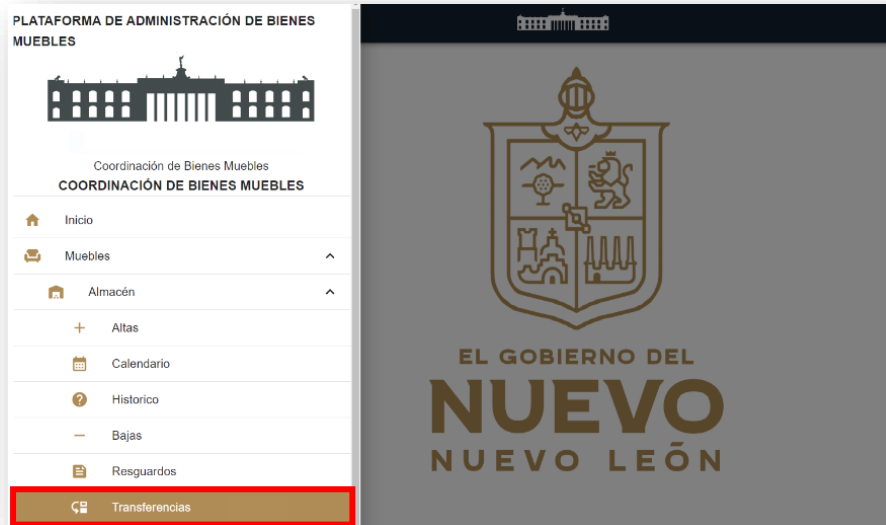 PLATAFORMA DE ADMINISTRACIÓN DE BIENES
MUEBLES
Coordinación de Bienes Muebles
COORDINACIÓN DE BIENES MUEBLES
Inicio
Muebles
Almacén
Altas
Calendario
Historico
Bajas
Resguardos
Transferencias
EL GOBIERNO DEL
NUEVO
NUEVO LEÓN